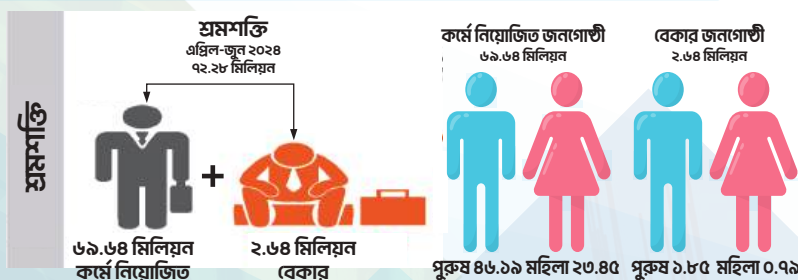 শ্রমশক্তি
শ্রমশক্তি
এপ্রিল-জুন ২০২৪
৭২.২৮ মিলিয়ন
+
৬৯.৬৪ মিলিয়ন
কর্মে নিয়োজিত
২.৬৪ মিলিয়ন
বেকার
কর্মে নিয়োজিত জনগোষ্ঠী
৬৯.৬৪ মিলিয়ন
পুরুষ ৪৬.১৯ মহিলা ২৩.৪৫
বেকার জনগোষ্ঠী
২.৬৪ মিলিয়ন
পুরুষ ১.৮৫ মহিলা ০.৭৯